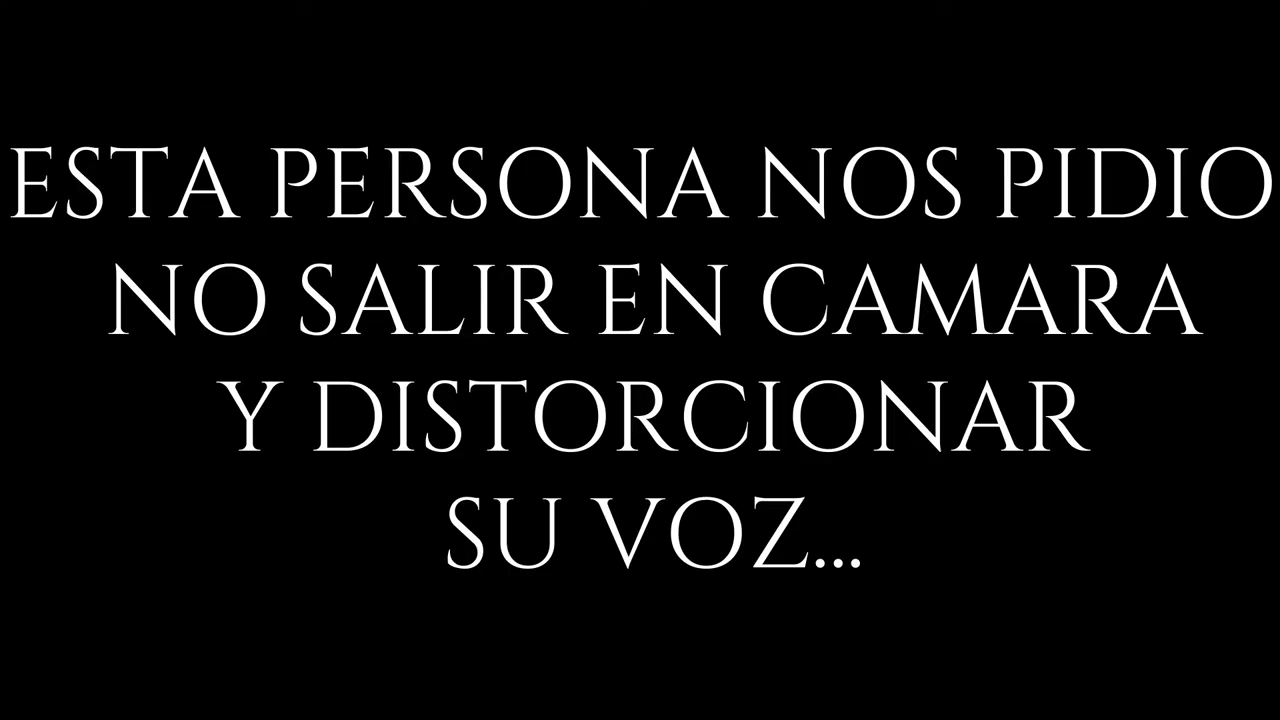 ESTA PERSONA NOS PIDIO
NO SALIR EN CAMARA
Y DISTORCIONAR
SU VOZ...